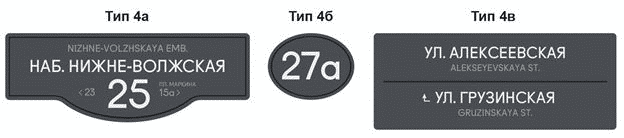 Тип 4а
Тип 4б
Тип 4в
NIZHNE-VOLZHSKAYA EMB.
НАБ. НИЖНЕ-ВОЛЖСКАЯ
ПЛ. МАРКИНА
< 23 25 15а >
27а
УЛ. АЛЕКСЕЕВСКАЯ
ALEKSEYEVSKAYA ST.
УЛ. ГРУЗИНСКАЯ
GRUZINSKAYA ST.